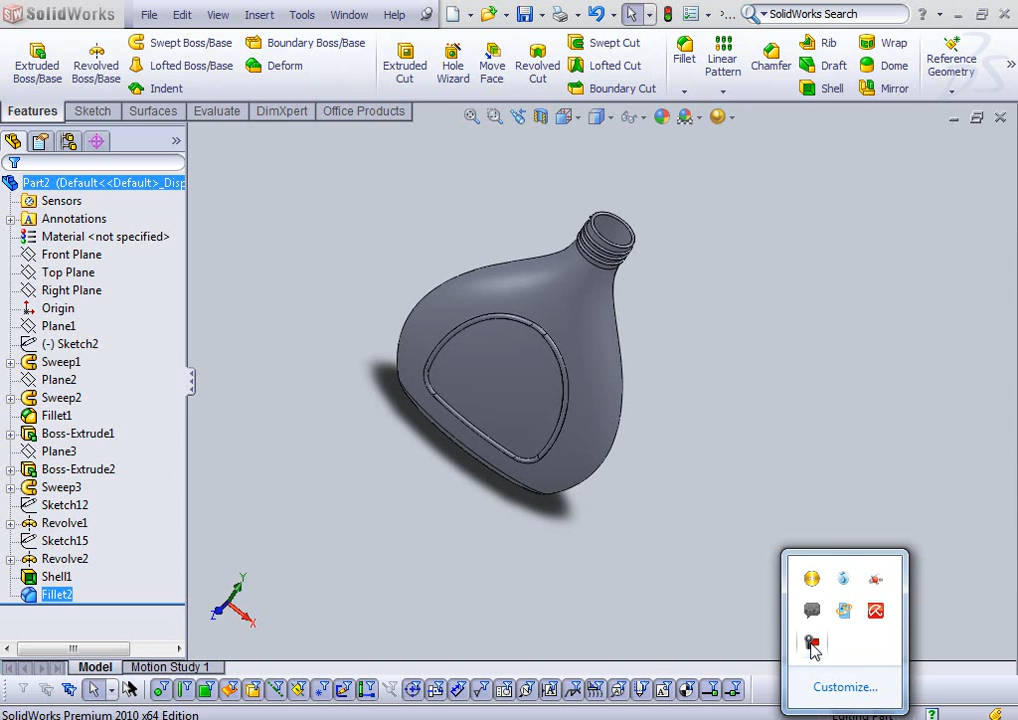 SolidWorks File Edit View Insert Tools Window Help SolidWorks Search
Extruded Boss/Base
Revolved Boss/Base
Swept Boss/Base
Lofted Boss/Base
Indent
Boundary Boss/Base
Deform
Extruded Cut
Hole Wizard
Move Face
Revolved Cut
Swept Cut
Lofted Cut
Boundary Cut
Fillet
Linear Pattern
Chamfer
Rib
Draft
Shell
Wrap
Dome
Mirror
Reference Geometry
Features Sketch Surfaces Evaluate DimXpert Office Products
Part2 (Default<<Default>_Disp
Sensors
Annotations
Material <not specified>
Front Plane
Top Plane
Right Plane
Origin
Plane1
(-) Sketch2
Sweep1
Plane2
Sweep2
Fillet1
Boss-Extrude1
Plane3
Boss-Extrude2
Sweep3
Sketch12
Revolve1
Sketch15
Revolve2
Shell1
Fillet2
Y
Z
X
Customize...
Model Motion Study 1
SolidWorks Premium 2010 x64 Edition